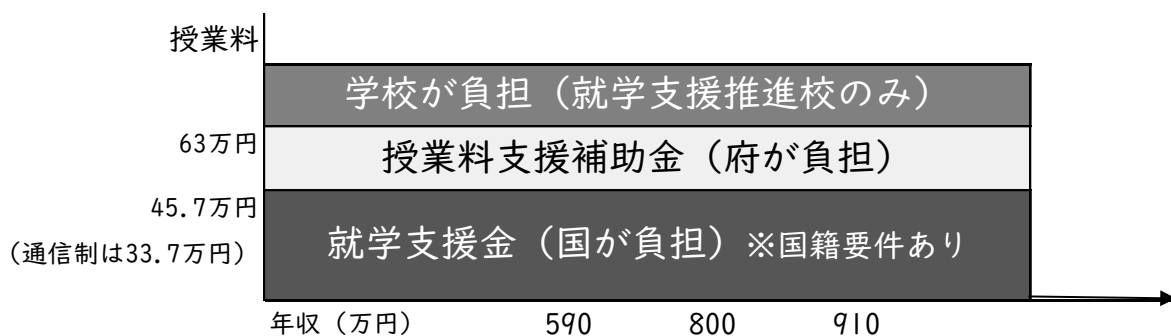 授業料
学校が負担（就学支援推進校のみ）
63万円
授業料支援補助金（府が負担）
45.7万円
（通信制は33.7万円）
就学支援金（国が負担）※国籍要件あり
年収（万円） 590 800 910